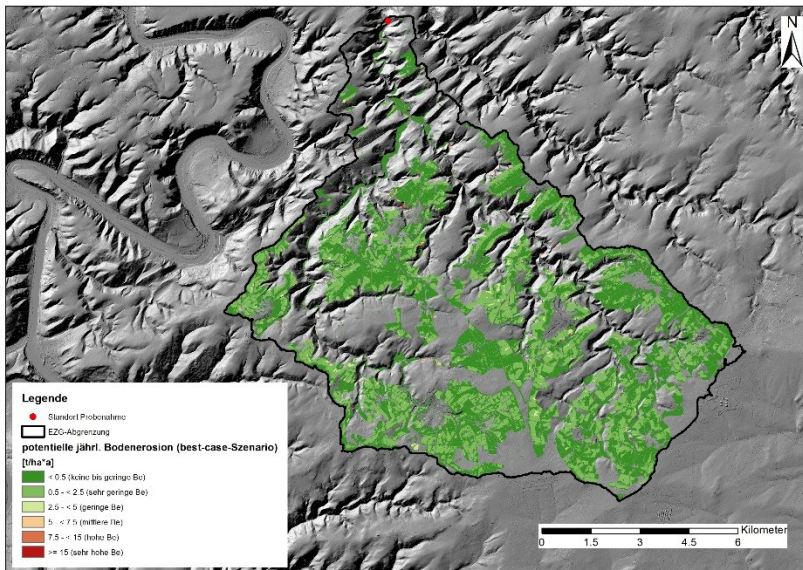 N
Legende
Standort Probenahme
EZG-Abgrenzung
potentielle jährl. Bodenerosion (best-case-Szenario)
[t/ha*a]
< 0.5 (keine bis geringe Be)
0.5 - < 2.5 (sehr geringe Be)
2.5 - < 5 (geringe Be)
5 < 7.5 (mittlere Be)
7.5 - < 15 (hohe Be)
>= 15 (sehr hohe Be)
Kilometer
0 1.5 3 4.5 6